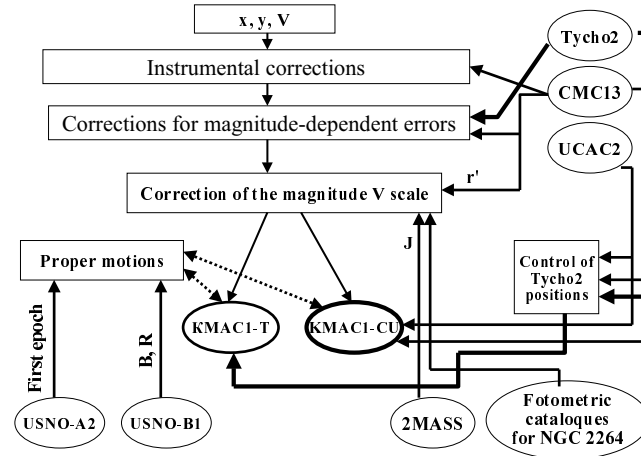 x, y, V
Instrumental corrections
Corrections for magnitude-dependent errors
Correction of the magnitude V scale
Tycho2
CMC13
UCAC2
r'
J
Proper motions
Control of
Tycho2
positions
KMAC1-T
KMAC1-CU
First epoch
B, R
USNO-A2
USNO-B1
2MASS
Fotometric
cataloques
for NGC 2264